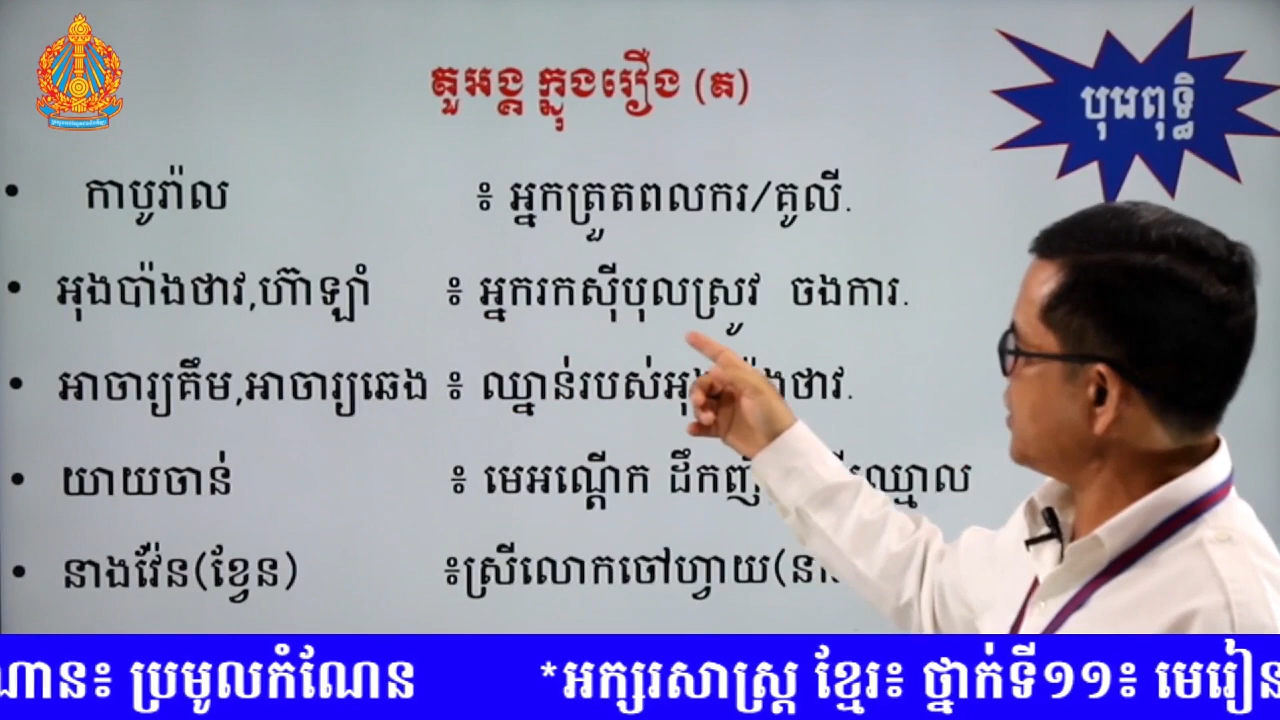 តួអង្គ ក្នុងរឿង (ត)
បុរេពុទ្ធិ
• កាបូរ៉ាល ៖ អ្នកត្រួតពលករ/គូលី.
• អុងប៉ាងថាវ,ហ៊ាឡាំ ៖ អ្នករកស៊ីបុលស្រូវ ចងការ.
• អាចារ្យគឹម,អាចារ្យឆេង ៖ ឈ្នាន់របស់អុងប៉ាងថាវ.
• យាយចាន់ ៖ មេអណ្ដើក ដឹកញី ឈ្មោល
• នាងវ៉ែន(ខ្វែន) ៖ស្រីលោកចៅហ្វាយ(
ណាន៖ ប្រមូលកំណែន *អក្សរសាស្ត្រ ខ្មែរ៖ ថ្នាក់ទី១១៖ មេរៀន